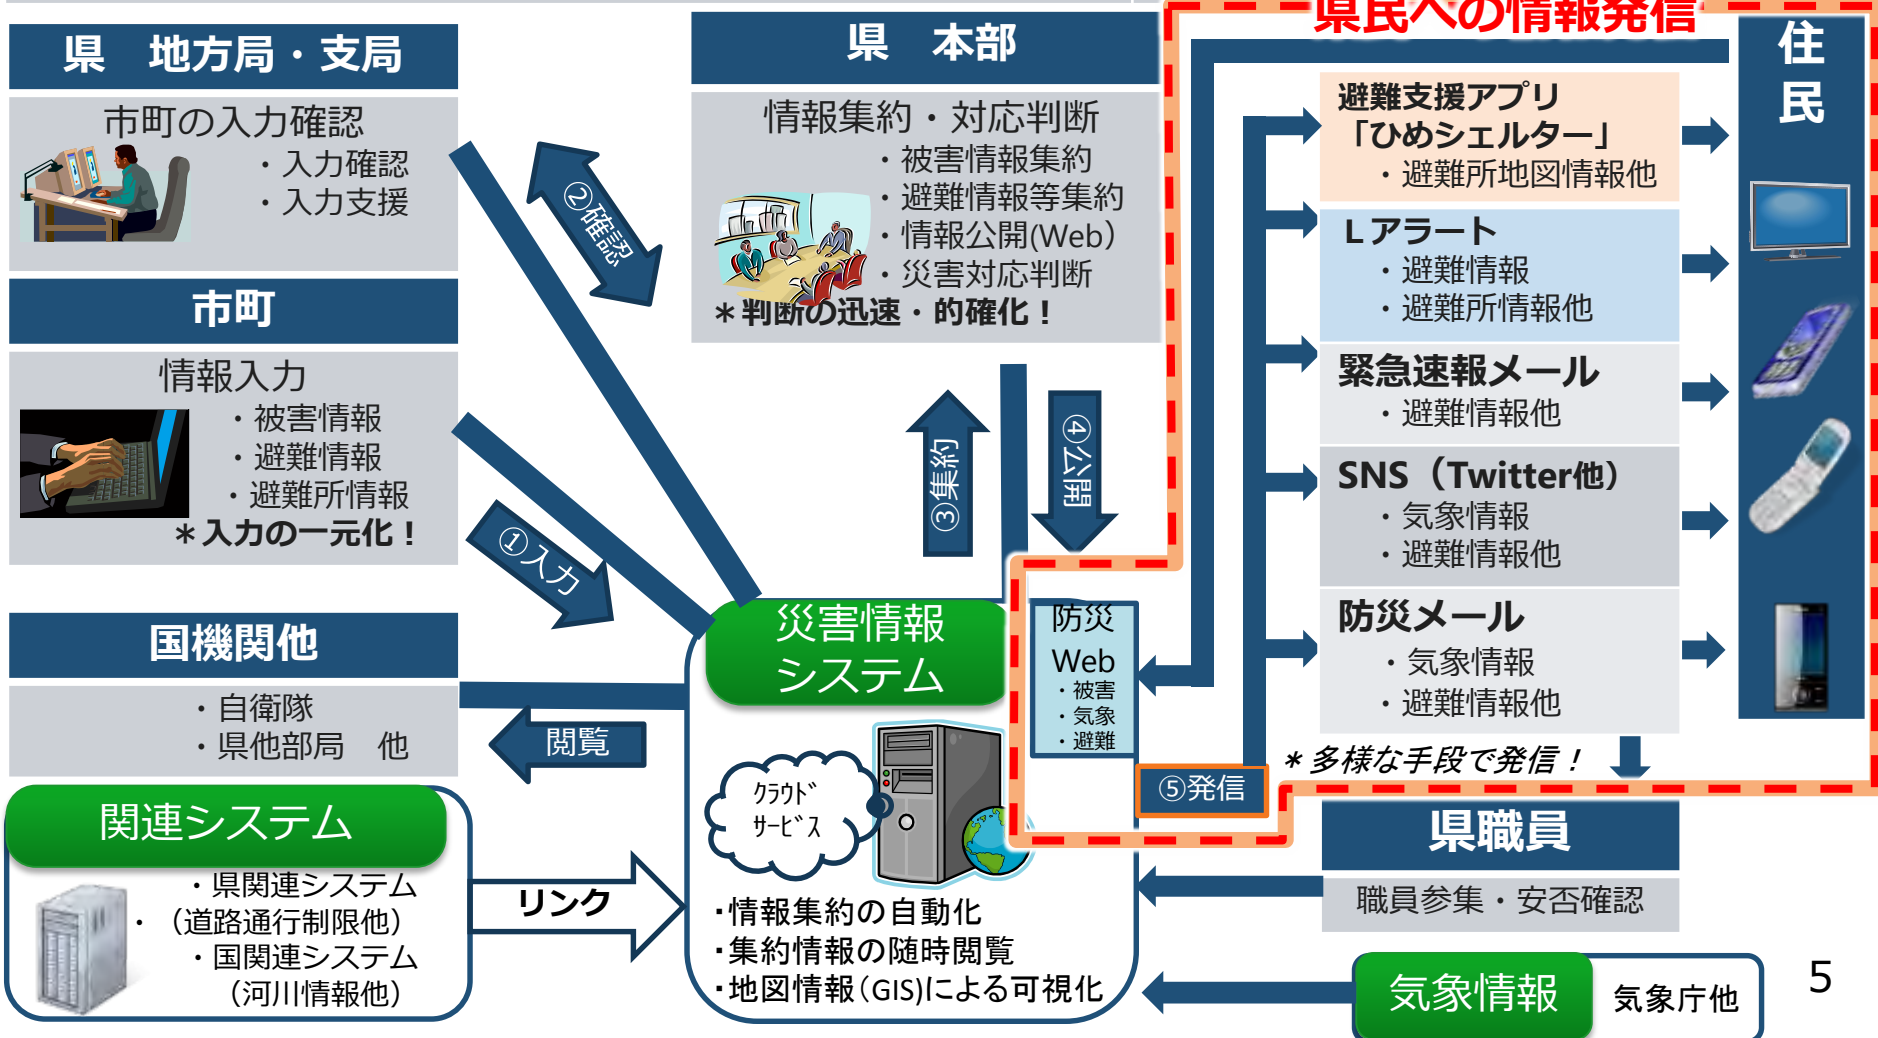 県民への情報発信
県　地方局・支局
市町の入力確認
・入力確認
・入力支援
市町
情報入力
・被害情報
・避難情報
・避難所情報
＊入力の一元化！
国機関他
・自衛隊
・県他部局　他
関連システム
・県関連システム
・（道路通行制限他）
・国関連システム
（河川情報他）
県　本部
情報集約・対応判断
・被害情報集約
・避難情報等集約
・情報公開(Web）
・災害対応判断
＊判断の迅速・的確化！
②確認
①入力
③集約
④公開
閲覧
リンク
災害情報
システム
ｸﾗｳﾄﾞ
ｻｰﾋﾞｽ
・情報集約の自動化
・集約情報の随時閲覧
・地図情報（GIS)による可視化
防災
Web
・被害
・気象
・避難
⑤発信
避難支援アプリ
「ひめシェルター」
・避難所地図情報他
Ｌアラート
・避難情報
・避難所情報他
緊急速報メール
・避難情報他
SNS（Twitter他）
・気象情報
・避難情報他
防災メール
・気象情報
・避難情報他
＊多様な手段で発信！
住民
県職員
職員参集・安否確認
気象情報
気象庁他
5